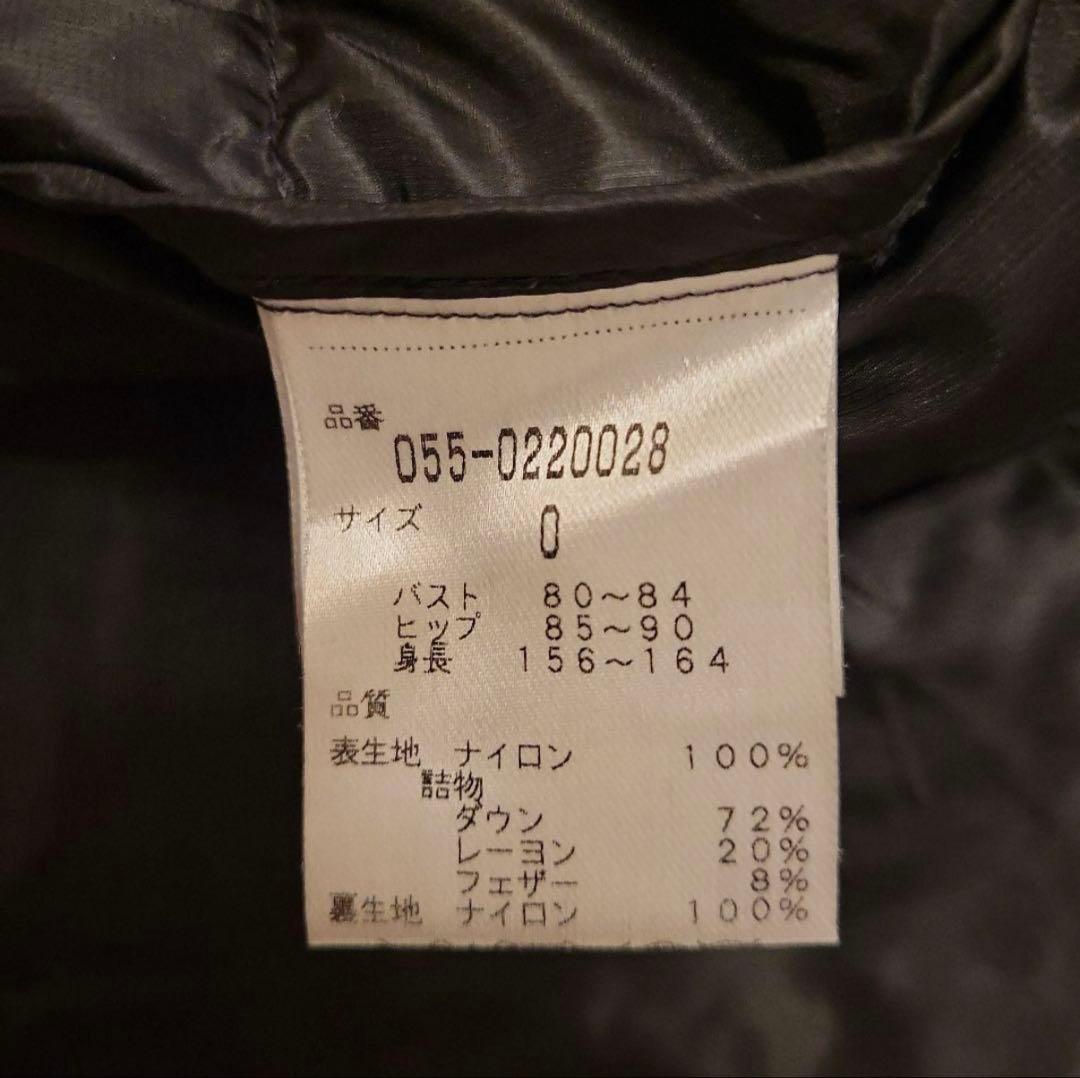 品番
055-0220028
サイズ 0
バスト 80～84
ヒップ 85～90
身長 156～164
品質
表生地 ナイロン 100%
詰物
ダウン 72%
レーヨン 20%
フェザー 8%
裏生地 ナイロン 100%